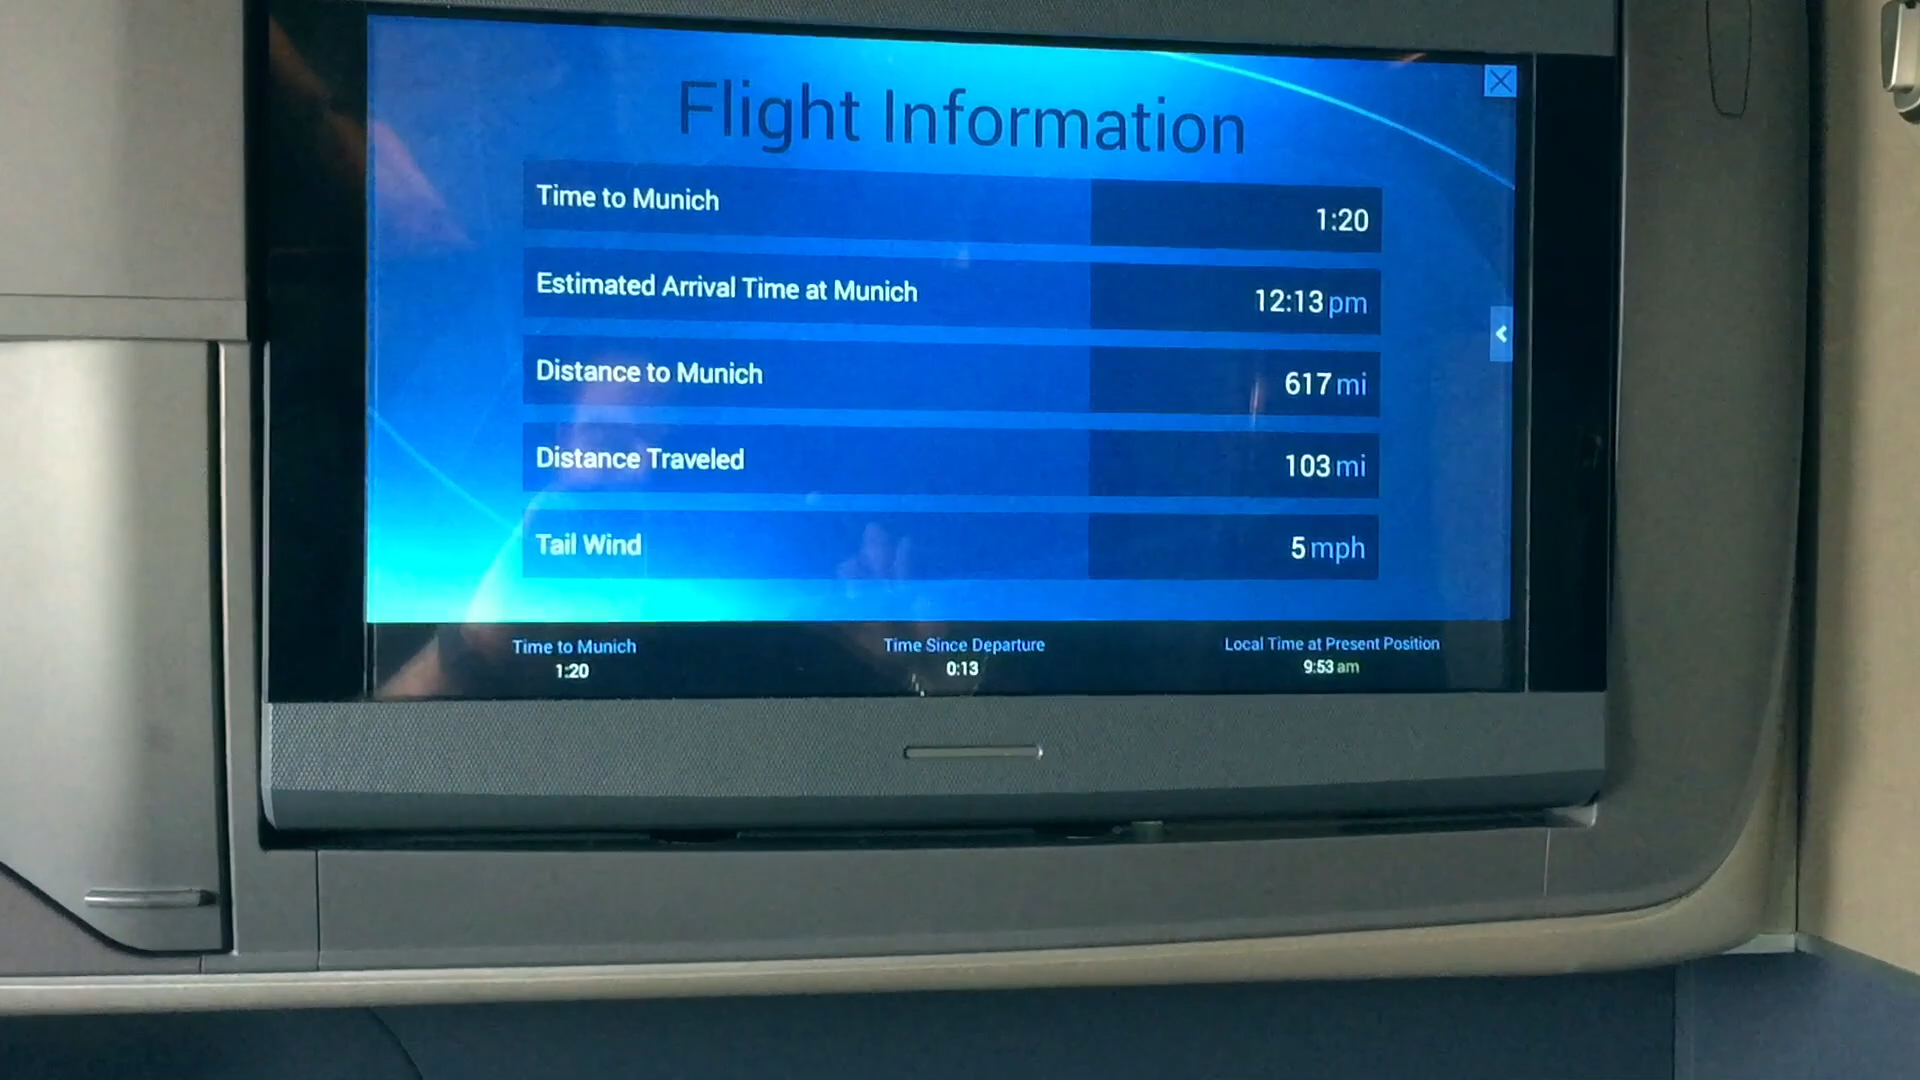 Flight Information
Time to Munich 1:20
Estimated Arrival Time at Munich 12:13 pm
Distance to Munich 617 mi
Distance Traveled 103 mi
Tail Wind 5 mph
Time to Munich Time Since Departure Local Time at Present Position
1:20 0:13 9:53 am